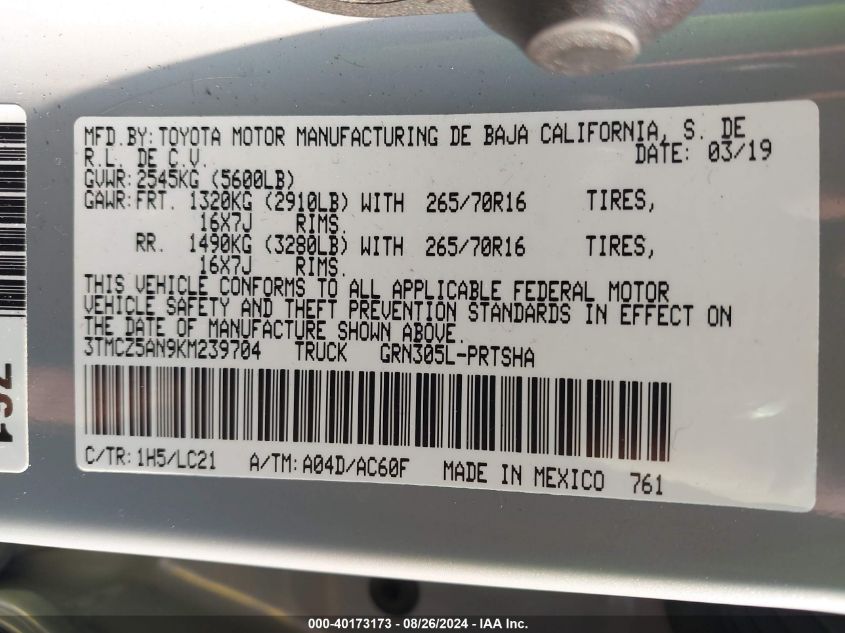 MFD.BY:TOYOTA MOTOR MANUFACTURING DE BAJA CALIFORNIA, S. DE
R.L. DE C.V. DATE: 03/19
GVWR:2545KG (5600LB)
GAWR:FRT. 1320KG (2910LB) WITH 265/70R16 TIRES,
16X7J RIMS.
RR. 1490KG (3280LB) WITH 265/70R16 TIRES,
16X7J RIMS.
THIS VEHICLE CONFORMS TO ALL APPLICABLE FEDERAL MOTOR
VEHICLE SAFETY AND THEFT PREVENTION STANDARDS IN EFFECT ON
THE DATE OF MANUFACTURE SHOWN ABOVE.
3TMCZ5AN9KM239704 TRUCK GRN305L-PRTSHA
C/TR:1H5/LC21 A/TM:A04D/AC60F MADE IN MEXICO 761
000-40173173 - 08/26/2024 - IAA Inc.